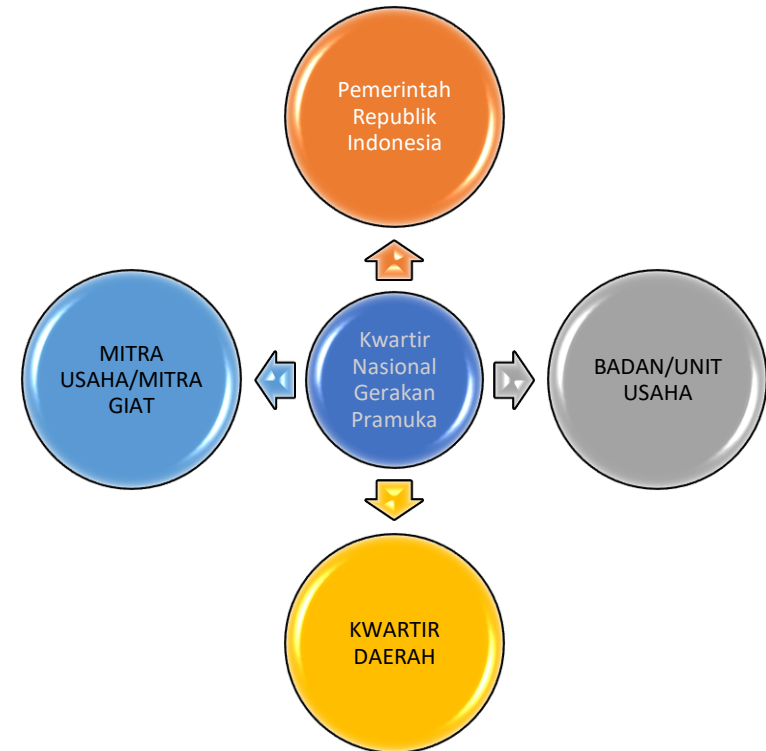 Pemerintah
Republik
Indonesia
MITRA
USAHA/MITRA
GIAT
Kwartir
Nasional
Gerakan
Pramuka
BADAN/UNIT
USAHA
KWARTIR
DAERAH